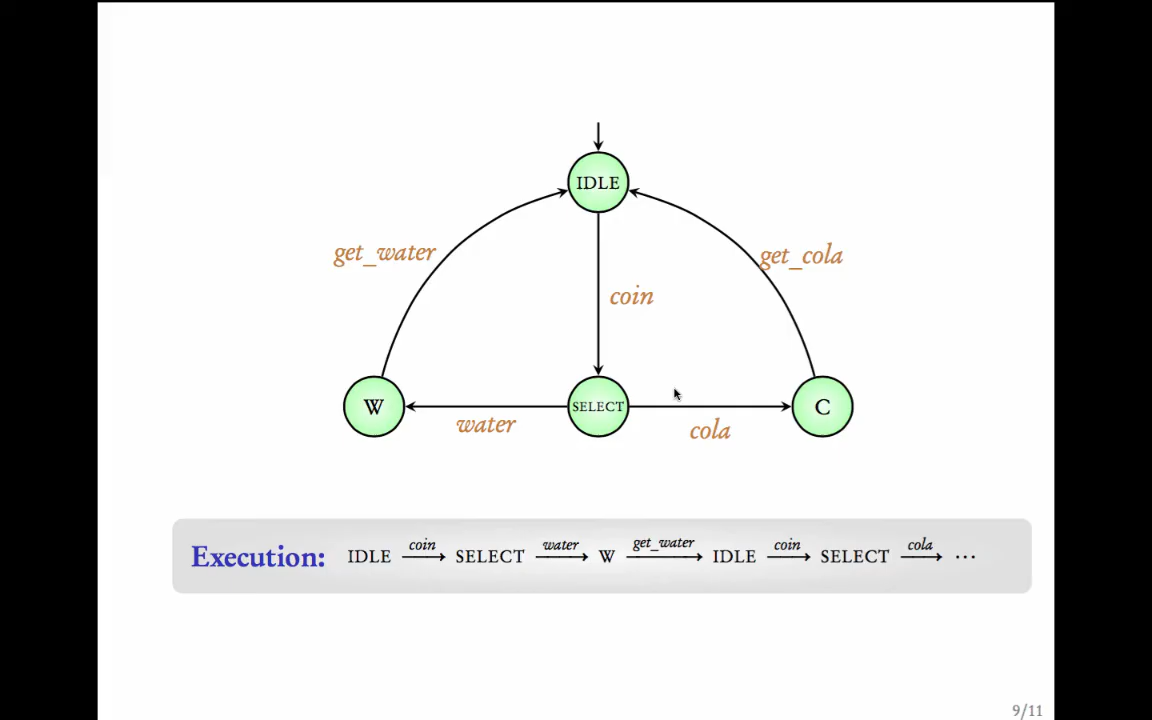 IDLE
get_water
get_cola
coin
W
SELECT
C
water
cola
Execution: IDLE coin SELECT water W get_water IDLE coin SELECT cola ...
9/11